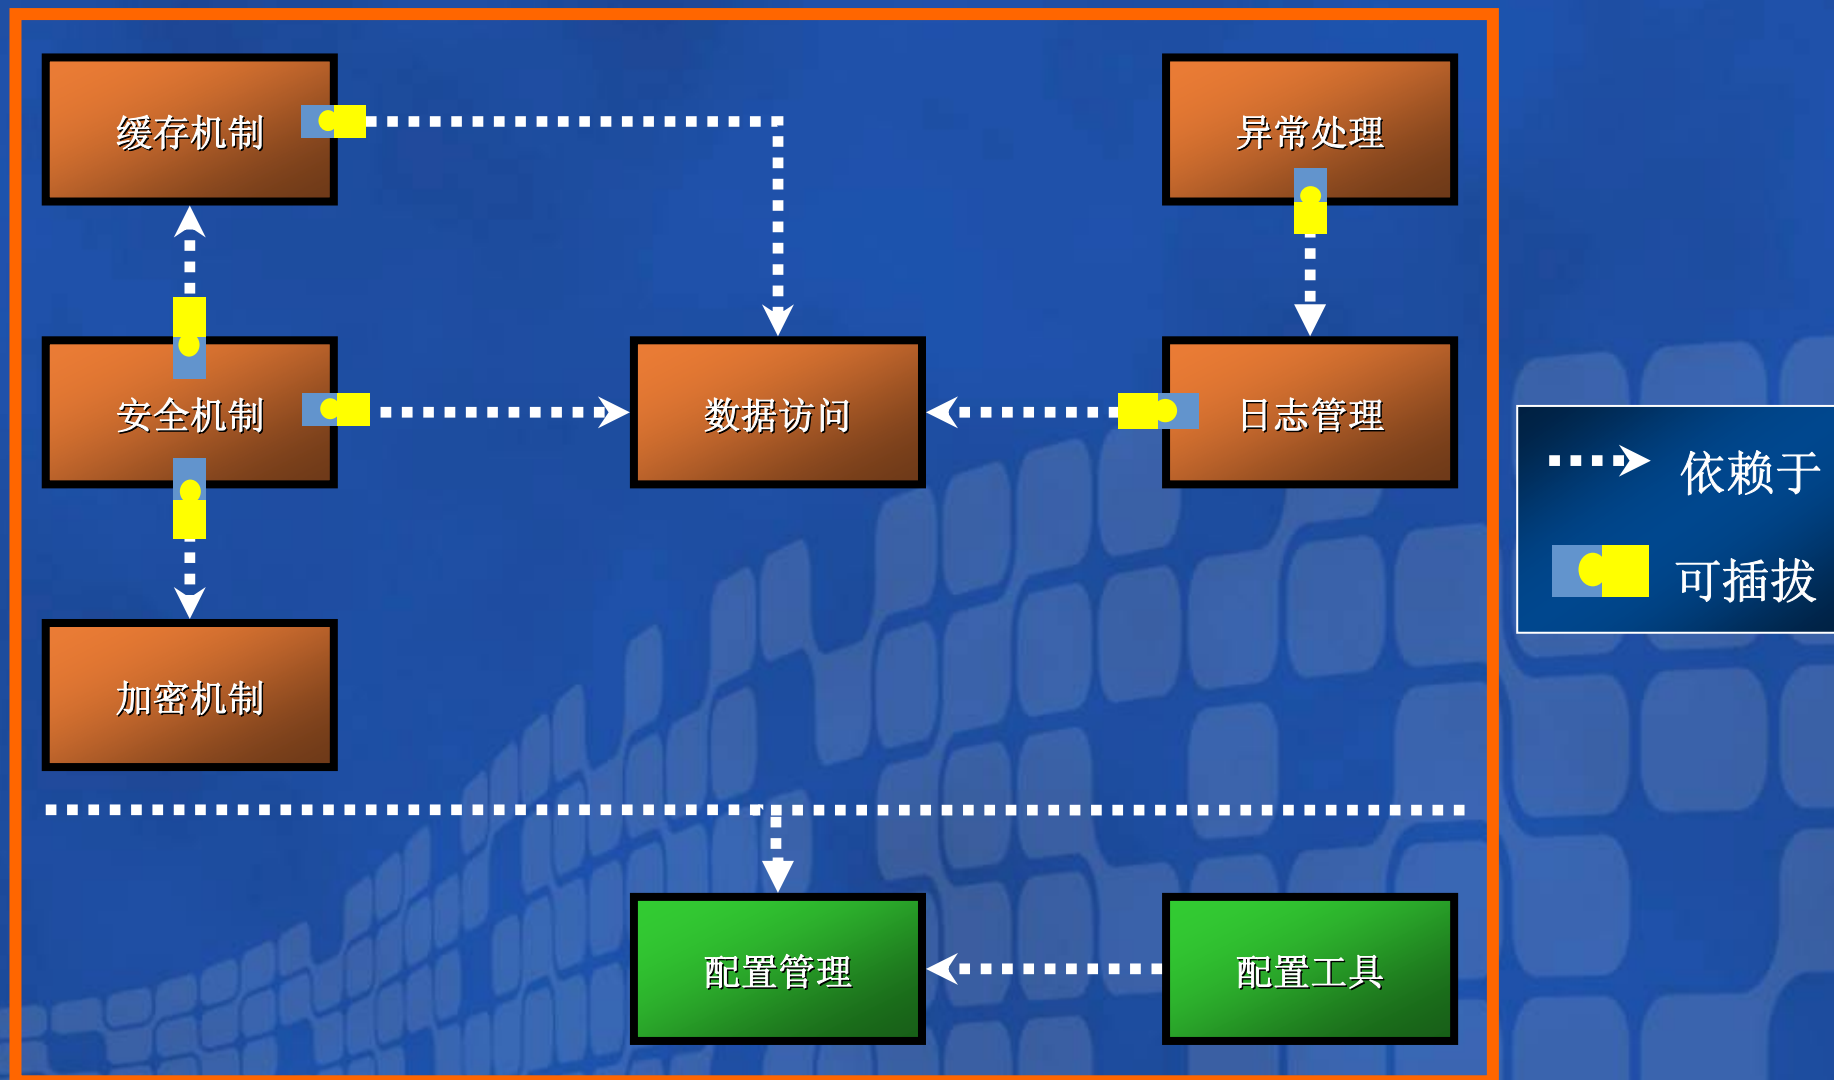 缓存机制
异常处理
安全机制
数据访问
日志管理
依赖于
可插拔
加密机制
配置管理
配置工具